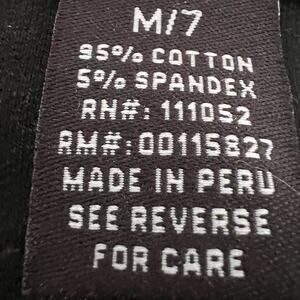 M/7
95% COTTON
5% SPANDEX
RN#: 111052
RM#: 00115827
MADE IN PERU
SEE REVERSE
FOR CARE